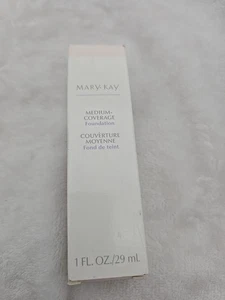 MARY KAY
MEDIUM-
COVERAGE
Foundation
COUVERTURE
MOYENNE
Fond de teint
1 FL. OZ./29 mL